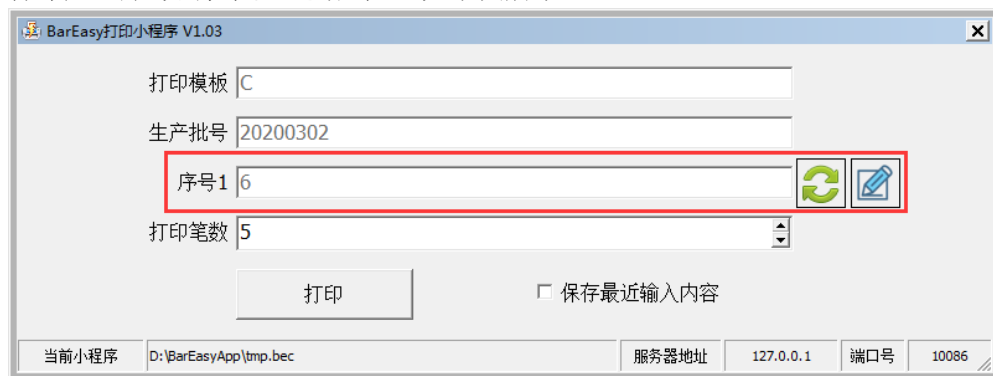 BarEasy打印小程序 V1.03
打印模板 C
生产批号 20200302
序号1 6
打印笔数 5
打印 保存最近输入内容
当前小程序 D:\BarEasyApp\tmp.bec 服务器地址 127.0.0.1 端口号 10086